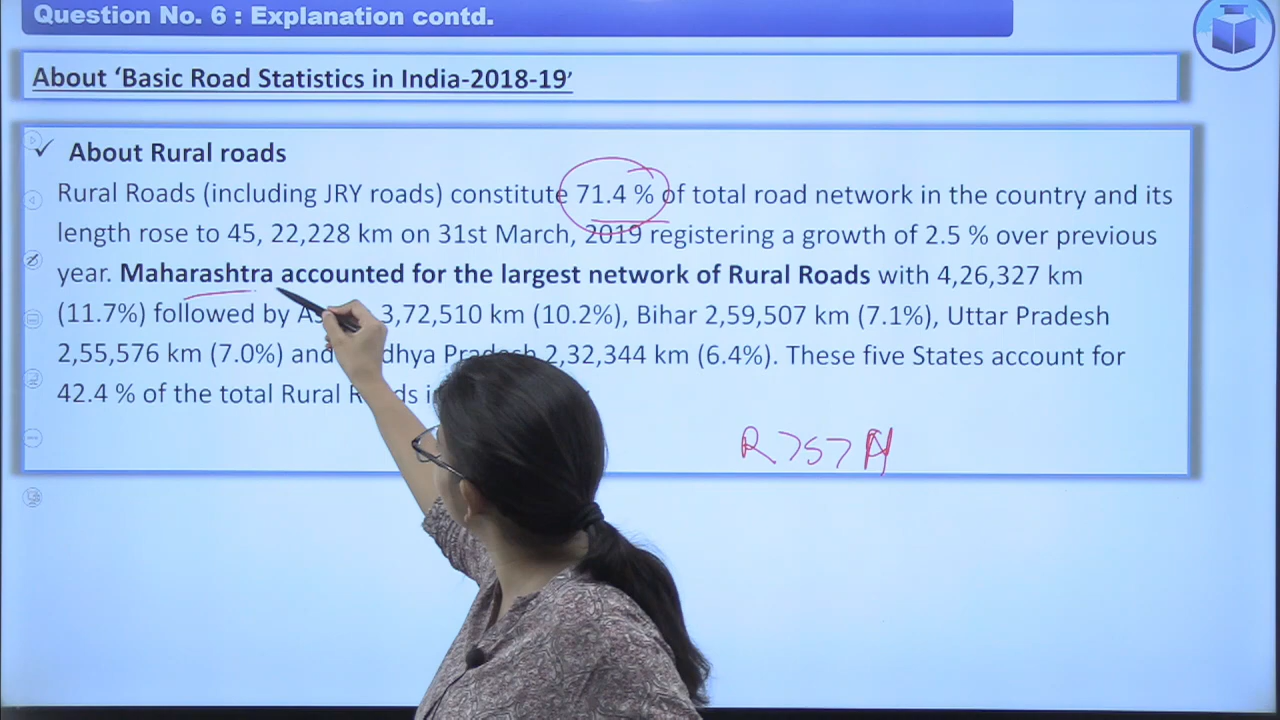 Question No. 6 : Explanation contd.
About ‘Basic Road Statistics in India-2018-19’
✓ About Rural roads
Rural Roads (including JRY roads) constitute 71.4 % of total road network in the country and its
length rose to 45, 22,228 km on 31st March, 2019 registering a growth of 2.5 % over previous
year. Maharashtra accounted for the largest network of Rural Roads with 4,26,327 km
(11.7%) followed by 3,72,510 km (10.2%), Bihar 2,59,507 km (7.1%), Uttar Pradesh
2,55,576 km (7.0%) and Pradesh 2,32,344 km (6.4%). These five States account for
42.4 % of the total Rural
R > S >